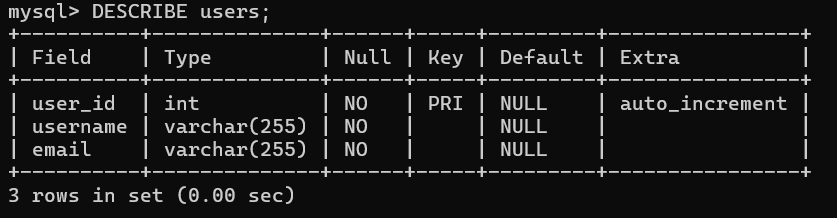 mysql> DESCRIBE users;
+----------+--------------+------+-----+---------+----------------+
| Field    | Type         | Null | Key | Default | Extra          |
+----------+--------------+------+-----+---------+----------------+
| user_id  | int          | NO   | PRI | NULL    | auto_increment |
| username | varchar(255) | NO   |     | NULL    |                |
| email    | varchar(255) | NO   |     | NULL    |                |
+----------+--------------+------+-----+---------+----------------+
3 rows in set (0.00 sec)